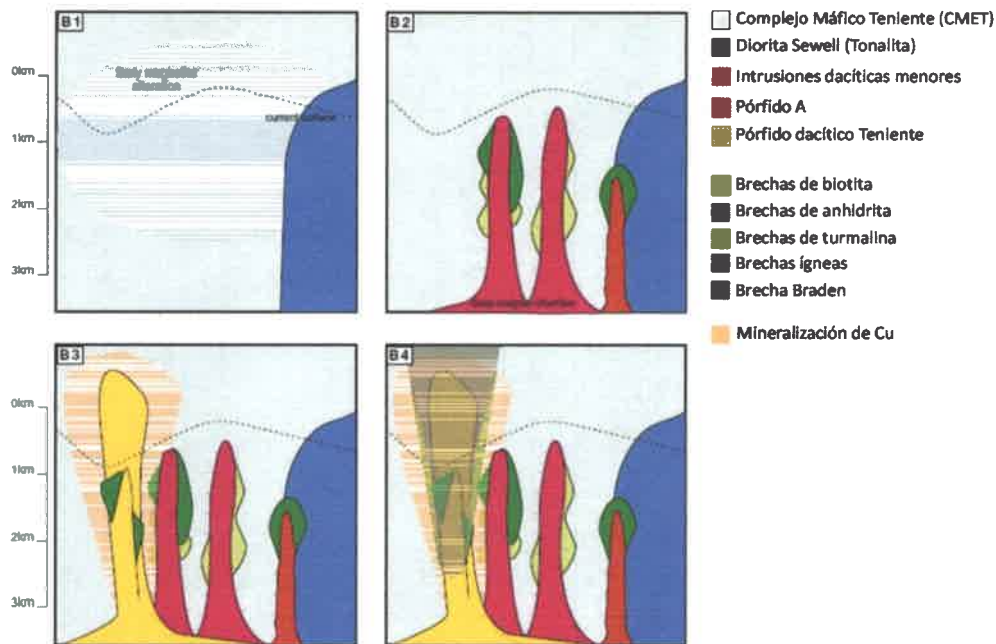 B1
B2
0km
1km
2km
3km
current surface
B3
B4
0km
1km
2km
3km
Complejo Máfico Teniente (CMET)
Diorita Sewell (Tonalita)
Intrusiones dacíticas menores
Pórfido A
Pórfido dacítico Teniente
Brechas de biotita
Brechas de anhidrita
Brechas de turmalina
Brechas ígneas
Brecha Braden
Mineralización de Cu